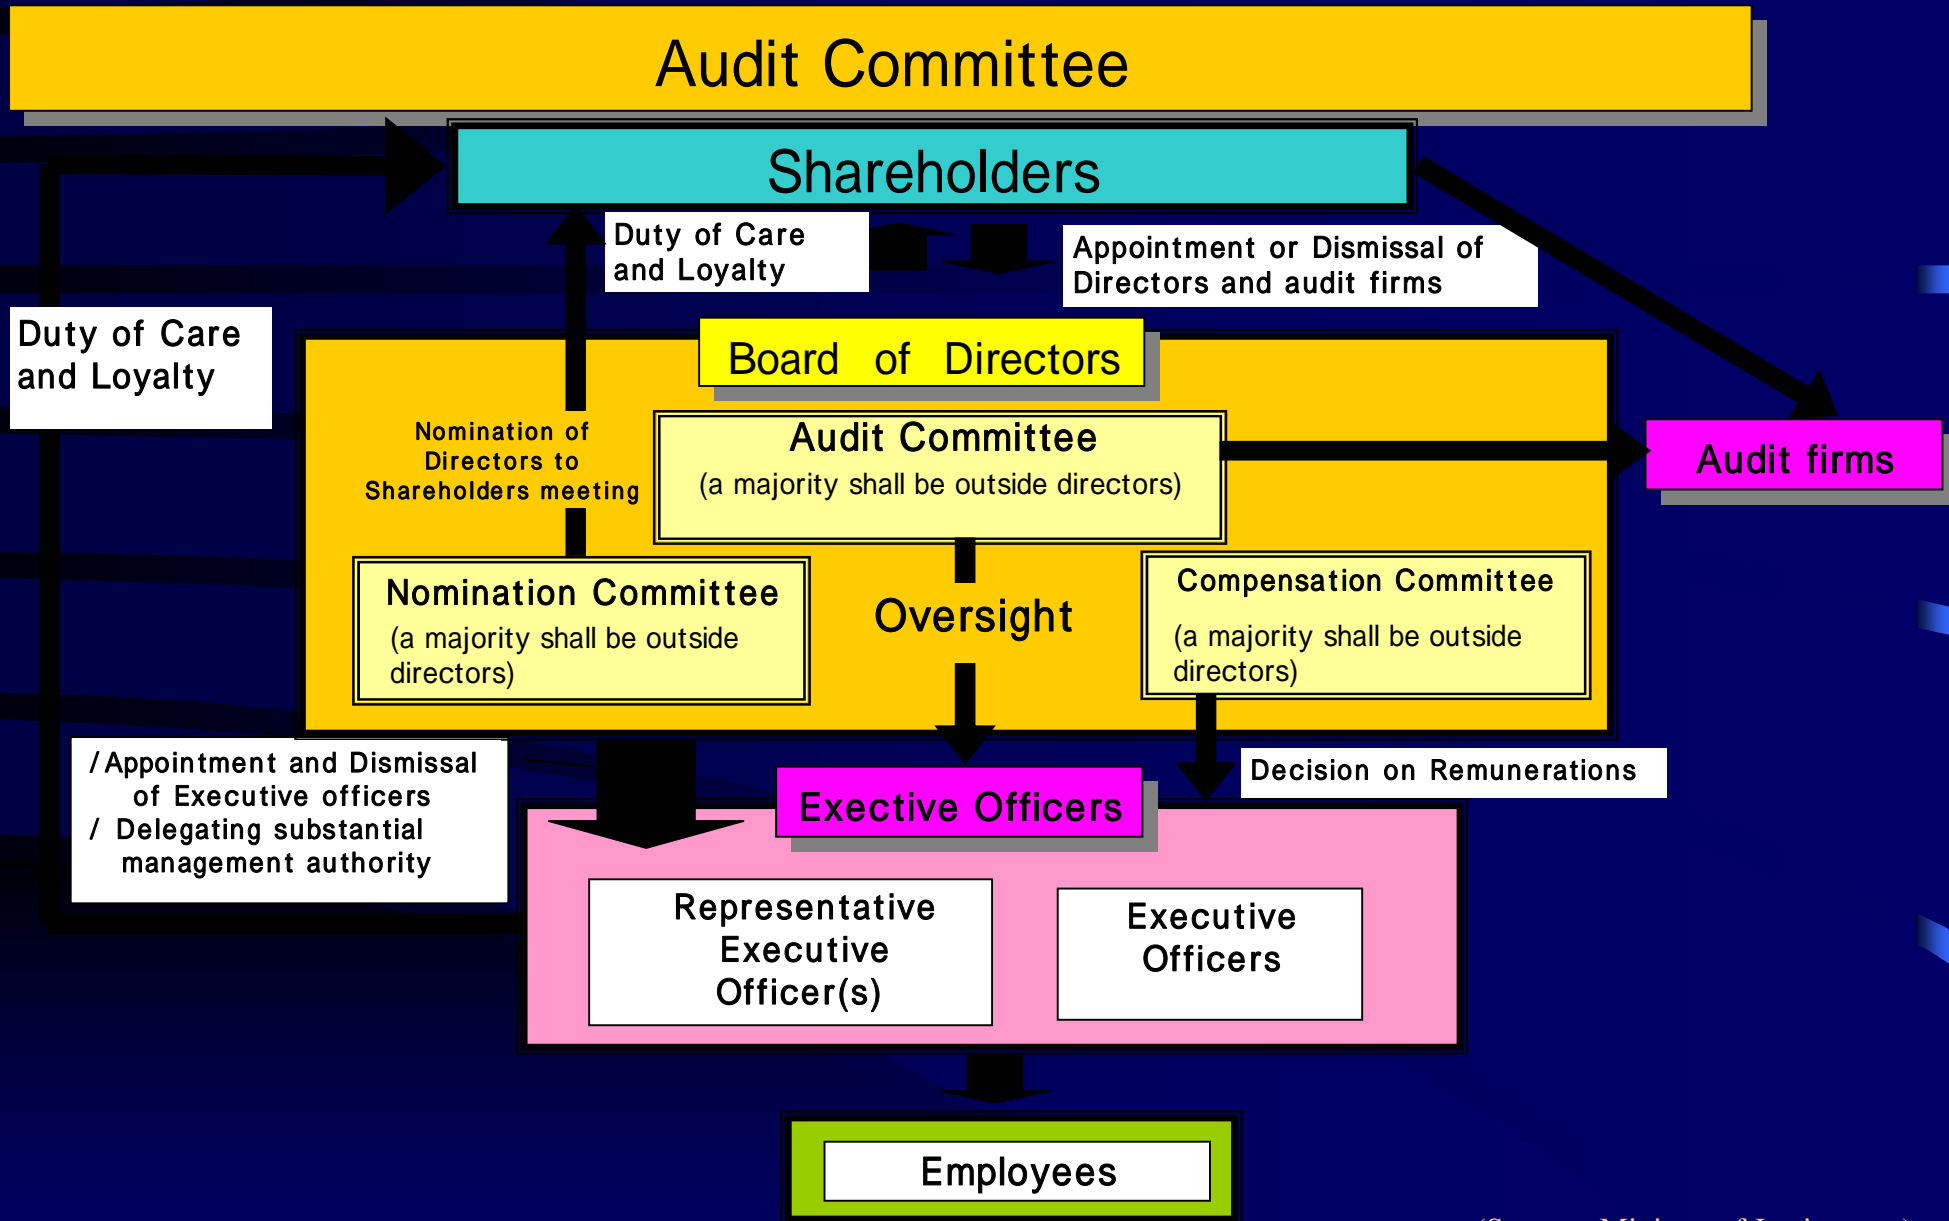 Audit Committee
Shareholders
Duty of Care
and Loyalty
Appointment or Dismissal of
Directors and audit firms
Duty of Care
and Loyalty
Board of Directors
Nomination of
Directors to
Shareholders meeting
Audit Committee
(a majority shall be outside directors)
Audit firms
Nomination Committee
(a majority shall be outside
directors)
Oversight
Compensation Committee
(a majority shall be outside
directors)
/Appointment and Dismissal
of Executive officers
/ Delegating substantial
management authority
Decision on Remunerations
Exective Officers
Representative
Executive
Officer(s)
Executive
Officers
Employees